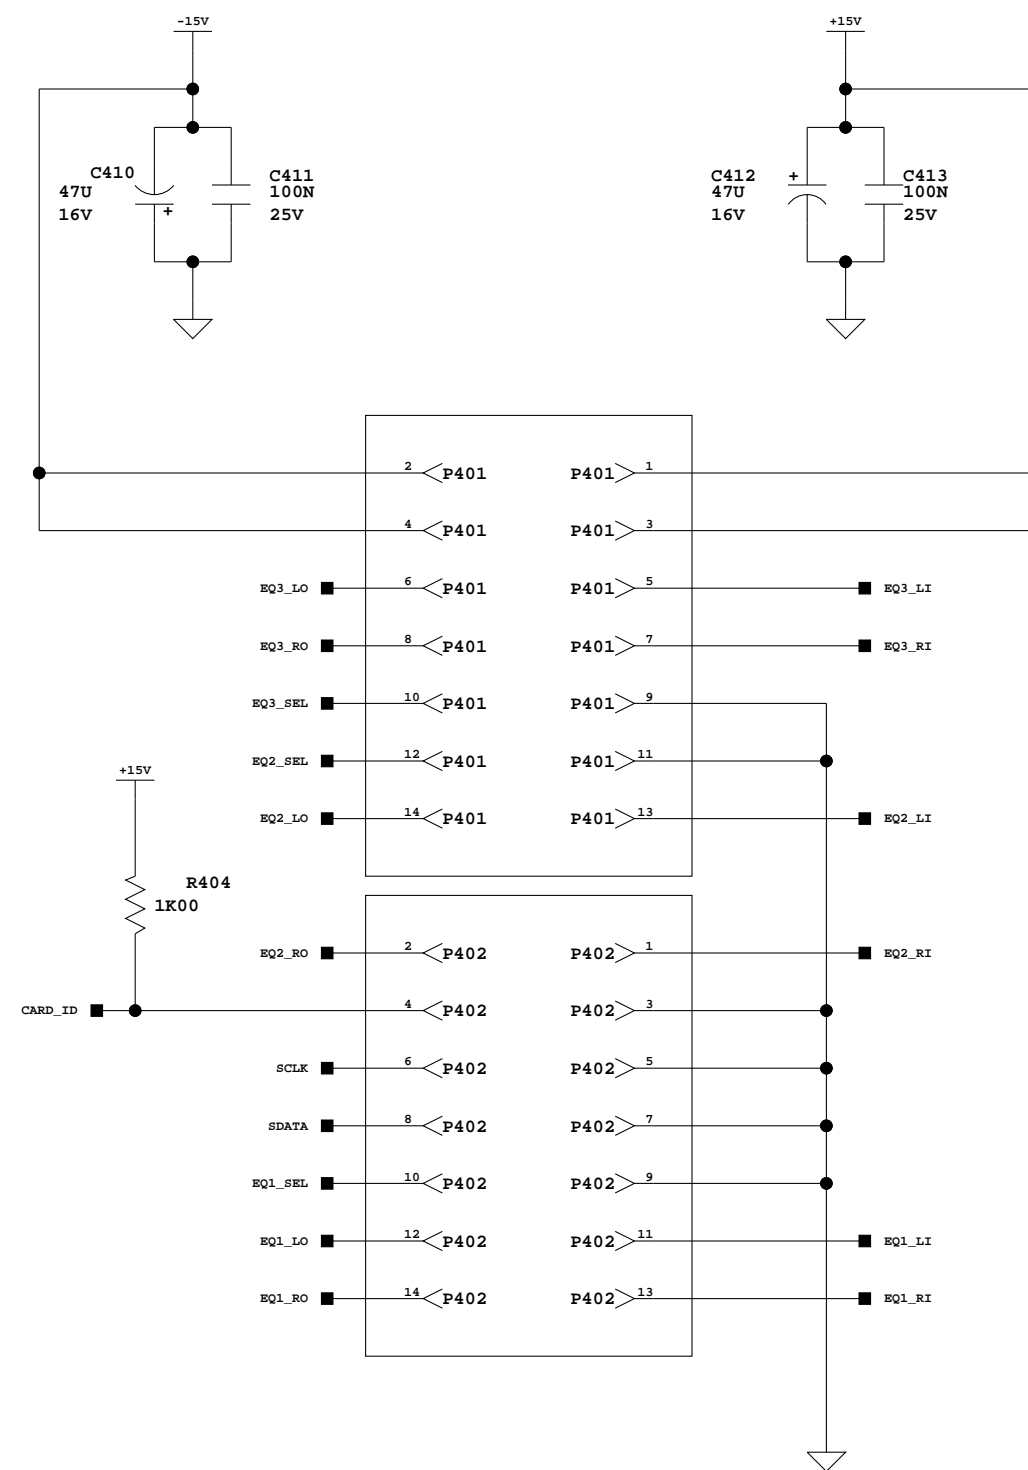 -15V +15V
C410 C411 C412 + C413
47U 100N 47U 100N
16V + 25V 16V 25V
2 P401 P401 1
4 P401 P401 3
EQ3_LO 6 P401 P401 5 EQ3_LI
EQ3_RO 8 P401 P401 7 EQ3_RI
EQ3_SEL 10 P401 P401 9
EQ2_SEL 12 P401 P401 11
+15V
EQ2_LO 14 P401 P401 13 EQ2_LI
R404
1K00
EQ2_RO 2 P402 P402 1 EQ2_RI
CARD_ID 4 P402 P402 3
SCLK 6 P402 P402 5
SDATA 8 P402 P402 7
EQ1_SEL 10 P402 P402 9
EQ1_LO 12 P402 P402 11 EQ1_LI
EQ1_RO 14 P402 P402 13 EQ1_RI